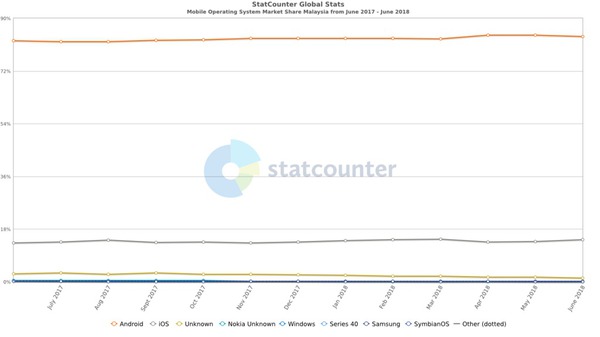 StatCounter Global Stats
Mobile Operating System Market Share Malaysia from June 2017 - June 2018
90%
72%
54%
36%
18%
0%
statcounter
July 2017
Aug 2017
Sept 2017
Oct 2017
Nov 2017
Dec 2017
Jan 2018
Feb 2018
Mar 2018
Apr 2018
May 2018
June 2018
Android iOS Unknown Nokia Unknown Windows Series 40 Samsung SymbianOS Other (dotted)